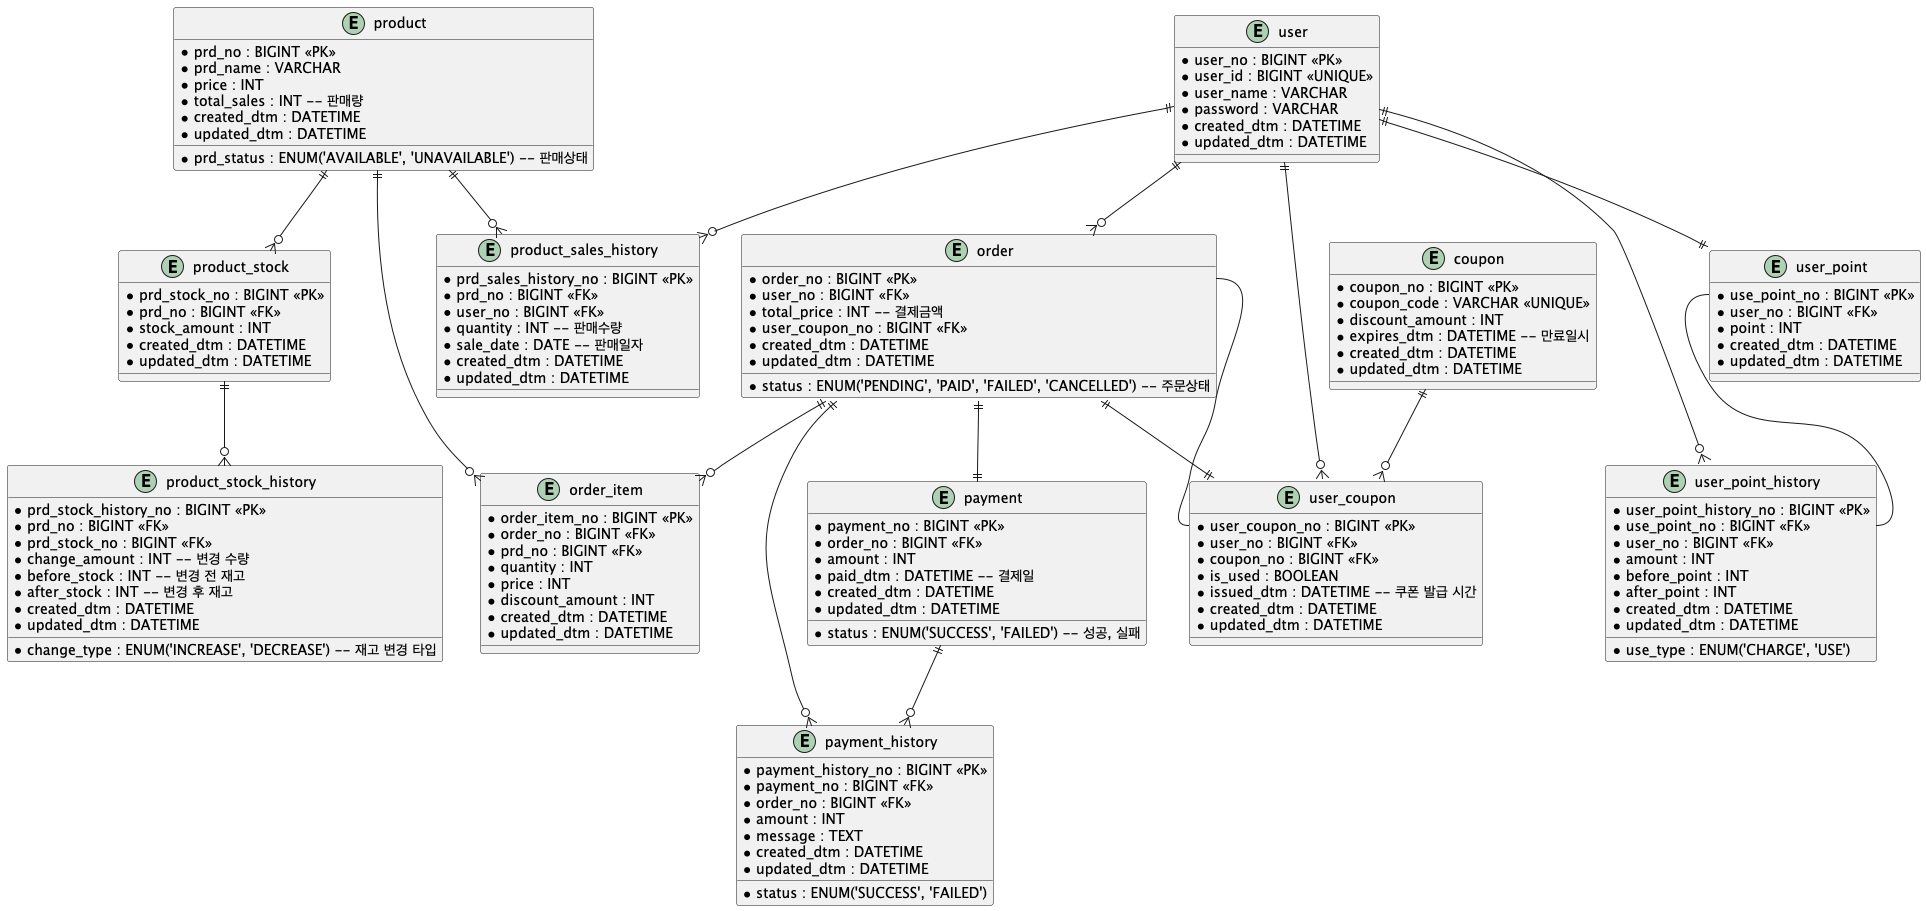 E product
* prd_no : BIGINT «PK»
* prd_name : VARCHAR
* price : INT
* total_sales : INT -- 판매량
* created_dtm : DATETIME
* updated_dtm : DATETIME
* prd_status : ENUM('AVAILABLE', 'UNAVAILABLE') -- 판매상태
E user
* user_no : BIGINT «PK»
* user_id : BIGINT «UNIQUE»
* user_name : VARCHAR
* password : VARCHAR
* created_dtm : DATETIME
* updated_dtm : DATETIME
E product_stock
* prd_stock_no : BIGINT «PK»
* prd_no : BIGINT «FK»
* stock_amount : INT
* created_dtm : DATETIME
* updated_dtm : DATETIME
E product_sales_history
* prd_sales_history_no : BIGINT «PK»
* prd_no : BIGINT «FK»
* user_no : BIGINT «FK»
* quantity : INT -- 판매수량
* sale_date : DATE -- 판매일자
* created_dtm : DATETIME
* updated_dtm : DATETIME
E order
* order_no : BIGINT «PK»
* user_no : BIGINT «FK»
* total_price : INT -- 결제금액
* user_coupon_no : BIGINT «FK»
* created_dtm : DATETIME
* updated_dtm : DATETIME
* status : ENUM('PENDING', 'PAID', 'FAILED', 'CANCELLED') -- 주문상태
E coupon
* coupon_no : BIGINT «PK»
* coupon_code : VARCHAR «UNIQUE»
* discount_amount : INT
* expires_dtm : DATETIME -- 만료일시
* created_dtm : DATETIME
* updated_dtm : DATETIME
E user_point
* use_point_no : BIGINT «PK»
* user_no : BIGINT «FK»
* point : INT
* created_dtm : DATETIME
* updated_dtm : DATETIME
E product_stock_history
* prd_stock_history_no : BIGINT «PK»
* prd_no : BIGINT «FK»
* prd_stock_no : BIGINT «FK»
* change_amount : INT -- 변경 수량
* before_stock : INT -- 변경 전 재고
* after_stock : INT -- 변경 후 재고
* created_dtm : DATETIME
* updated_dtm : DATETIME
* change_type : ENUM('INCREASE', 'DECREASE') -- 재고 변경 타입
E order_item
* order_item_no : BIGINT «PK»
* order_no : BIGINT «FK»
* prd_no : BIGINT «FK»
* quantity : INT
* price : INT
* discount_amount : INT
* created_dtm : DATETIME
* updated_dtm : DATETIME
E payment
* payment_no : BIGINT «PK»
* order_no : BIGINT «FK»
* amount : INT
* paid_dtm : DATETIME -- 결제일
* created_dtm : DATETIME
* updated_dtm : DATETIME
* status : ENUM('SUCCESS', 'FAILED') -- 성공, 실패
E user_coupon
* user_coupon_no : BIGINT «PK»
* user_no : BIGINT «FK»
* coupon_no : BIGINT «FK»
* is_used : BOOLEAN
* issued_dtm : DATETIME -- 쿠폰 발급 시간
* created_dtm : DATETIME
* updated_dtm : DATETIME
E user_point_history
* user_point_history_no : BIGINT «PK»
* use_point_no : BIGINT «FK»
* user_no : BIGINT «FK»
* amount : INT
* before_point : INT
* after_point : INT
* created_dtm : DATETIME
* updated_dtm : DATETIME
* use_type : ENUM('CHARGE', 'USE')
E payment_history
* payment_history_no : BIGINT «PK»
* payment_no : BIGINT «FK»
* order_no : BIGINT «FK»
* amount : INT
* message : TEXT
* created_dtm : DATETIME
* updated_dtm : DATETIME
* status : ENUM('SUCCESS', 'FAILED')